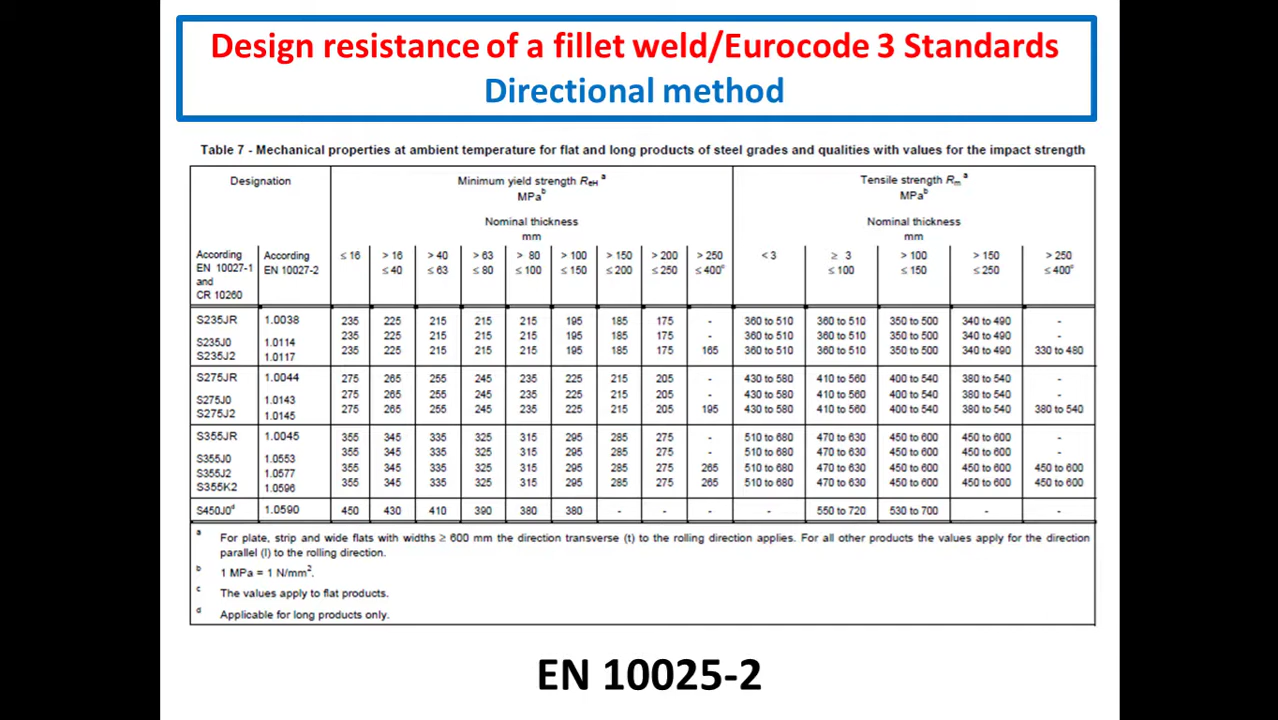 Design resistance of a fillet weld/Eurocode 3 Standards
Directional method
Table 7 - Mechanical properties at ambient temperature for flat and long products of steel grades and qualities with values for the impact strength
Designation Minimum yield strength ReH a Tensile strength Rm a
MPa b MPa b
Nominal thickness Nominal thickness
mm mm
According According ≤ 16 > 16 > 40 > 63 > 80 > 100 > 150 > 200 > 250 < 3 ≥ 3 > 100 > 150 > 250
EN 10027-1 EN 10027-2 ≤ 40 ≤ 63 ≤ 80 ≤ 100 ≤ 150 ≤ 200 ≤ 250 ≤ 400c ≤ 100 ≤ 150 ≤ 250 ≤ 400c
and
CR 10260
S235JR 1.0038 235 225 215 215 215 195 185 175 - 360 to 510 360 to 510 350 to 500 340 to 490 -
S235J0 1.0114 235 225 215 215 215 195 185 175 - 360 to 510 360 to 510 350 to 500 340 to 490 -
S235J2 1.0117 235 225 215 215 215 195 185 175 165 360 to 510 360 to 510 350 to 500 340 to 490 330 to 480
S275JR 1.0044 275 265 255 245 235 225 215 205 - 430 to 580 410 to 560 400 to 540 380 to 540 -
S275J0 1.0143 275 265 255 245 235 225 215 205 - 430 to 580 410 to 560 400 to 540 380 to 540 -
S275J2 1.0145 275 265 255 245 235 225 215 205 195 430 to 580 410 to 560 400 to 540 380 to 540 380 to 540
S355JR 1.0045 355 345 335 325 315 295 285 275 - 510 to 680 470 to 630 450 to 600 450 to 600 -
S355J0 1.0553 355 345 335 325 315 295 285 275 - 510 to 680 470 to 630 450 to 600 450 to 600 -
S355J2 1.0577 355 345 335 325 315 295 285 275 265 510 to 680 470 to 630 450 to 600 450 to 600 450 to 600
S355K2 1.0596 355 345 335 325 315 295 285 275 265 510 to 680 470 to 630 450 to 600 450 to 600 450 to 600
S450J0d 1.0590 450 430 410 390 380 380 - - - - 550 to 720 530 to 700 - -
a For plate, strip and wide flats with widths ≥ 600 mm the direction transverse (t) to the rolling direction applies. For all other products the values apply for the direction
parallel (l) to the rolling direction.
b 1 MPa = 1 N/mm².
c The values apply to flat products.
d Applicable for long products only.
EN 10025-2